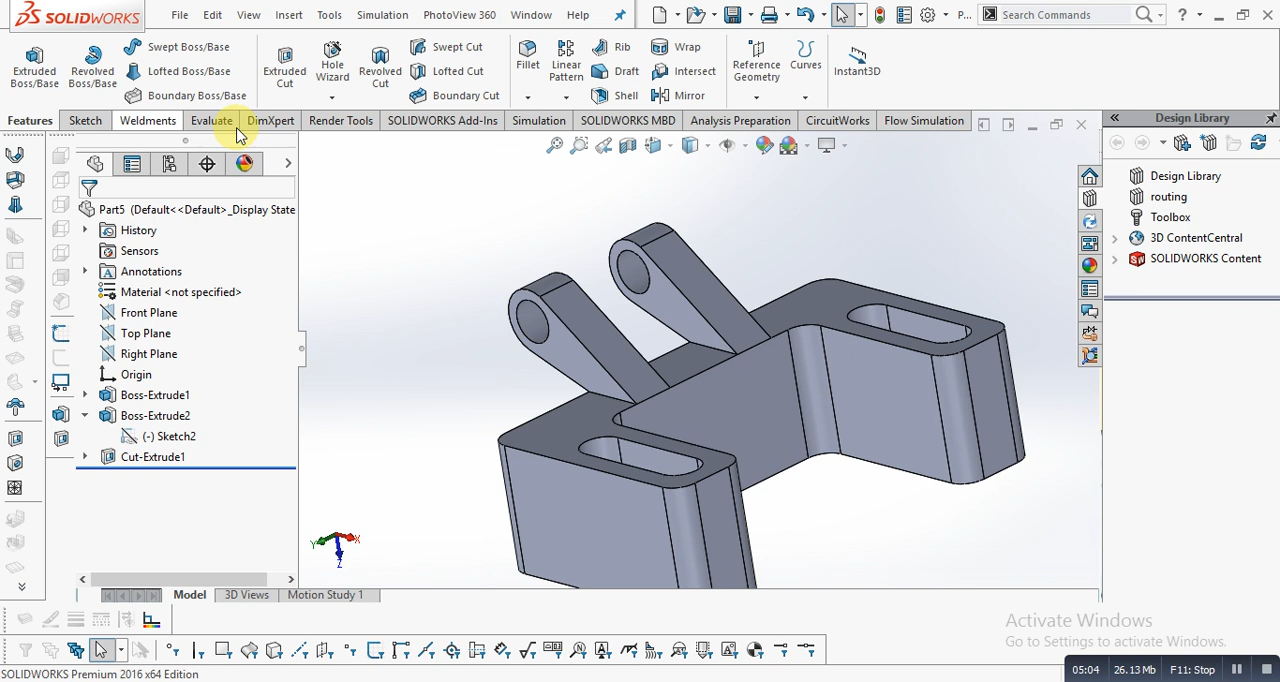 SOLIDWORKS File Edit View Insert Tools Simulation PhotoView 360 Window Help P... Search Commands ?
Extruded Boss/Base
Revolved Boss/Base
Swept Boss/Base
Lofted Boss/Base
Boundary Boss/Base
Extruded Cut
Hole Wizard
Revolved Cut
Swept Cut
Lofted Cut
Boundary Cut
Fillet
Linear Pattern
Rib
Draft
Shell
Wrap
Intersect
Mirror
Reference Geometry
Curves
Instant3D
Features Sketch Weldments Evaluate DimXpert Render Tools SOLIDWORKS Add-Ins Simulation SOLIDWORKS MBD Analysis Preparation CircuitWorks Flow Simulation
Part5 (Default<<Default>_Display State
History
Sensors
Annotations
Material <not specified>
Front Plane
Top Plane
Right Plane
Origin
Boss-Extrude1
Boss-Extrude2
(-) Sketch2
Cut-Extrude1
Y X
Z
Design Library
Design Library
routing
Toolbox
3D ContentCentral
SOLIDWORKS Content
Model 3D Views Motion Study 1
Activate Windows
Go to Settings to activate Windows.
SOLIDWORKS Premium 2016 x64 Edition
05:04 26.13 Mb F11: Stop